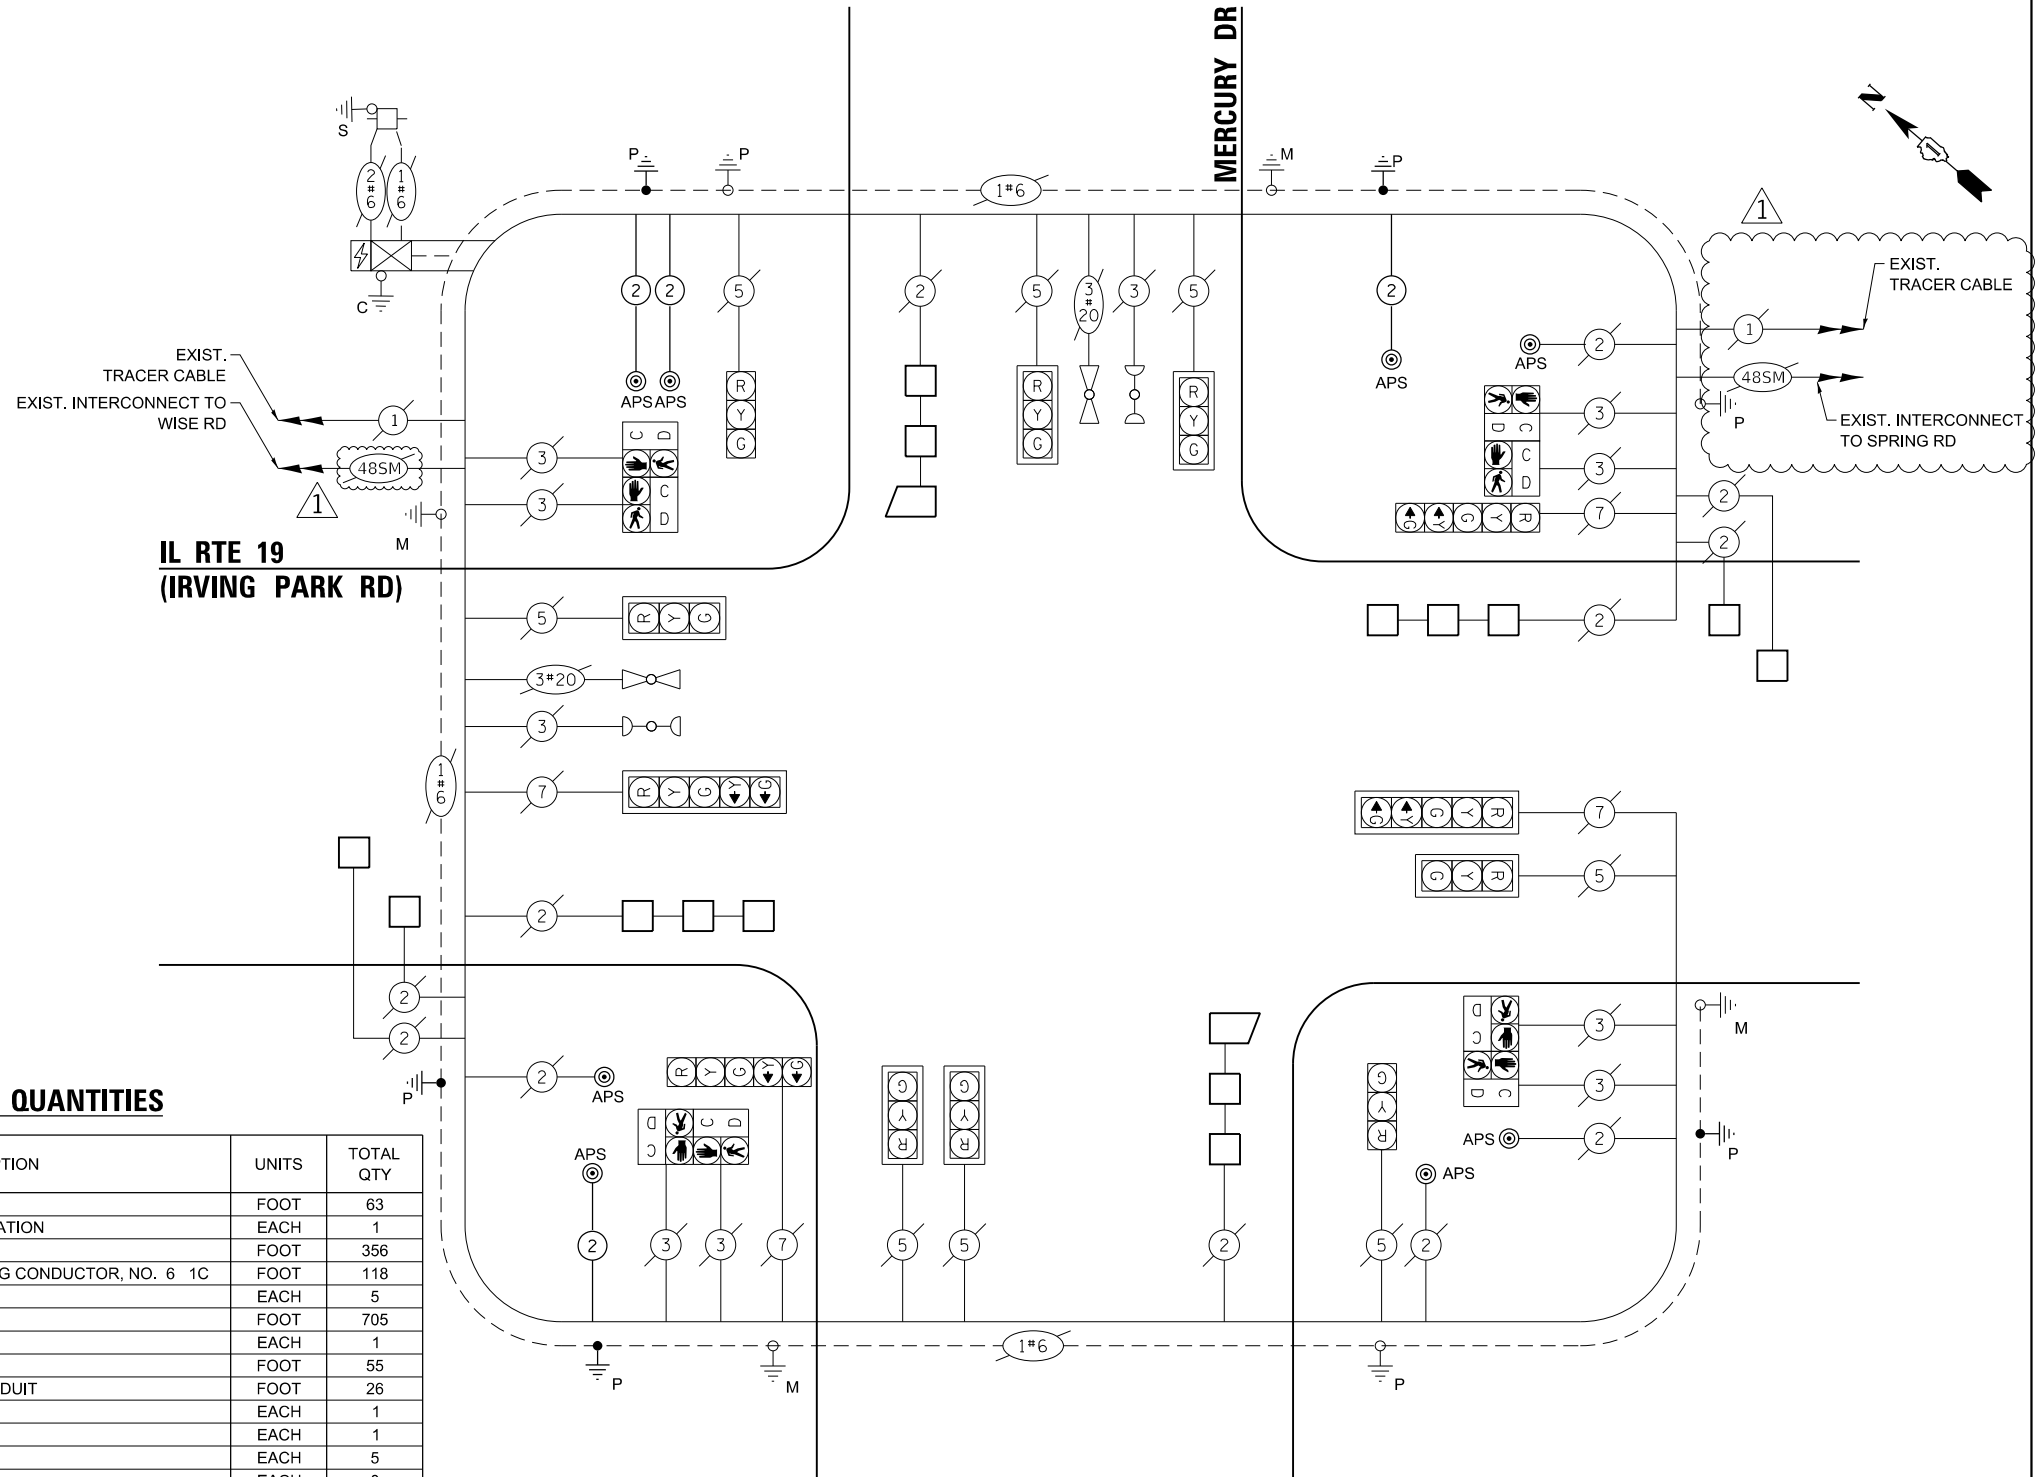 MERCURY DR
N
1
S
2#6
1#6
C
P
P
1#6
M
P
1
EXIST.
TRACER CABLE
1
48SM
EXIST. INTERCONNECT
TO SPRING RD
P
2
2
5
2
5
3#20
3
5
2
APS
APS
R
Y
G
R
Y
G
R
Y
G
APS
APS
2
C D
3
D C
3
C
D
3
C
D
3
G Y G Y R
7
2
2
2
EXIST.
TRACER CABLE
EXIST. INTERCONNECT TO
WISE RD
1
48SM
1
M
IL RTE 19
(IRVING PARK RD)
5
R Y G
3#20
3
1#6
7
R Y G Y G
2
G Y G Y R
7
G Y R
5
2
2
P
2
APS
R Y G Y G
D C D
C
APS
2
3
3
7
G
Y
R
G
Y
R
5
5
2
G
Y
R
5
APS
2
D
C
3
D C
3
APS
2
M
P
P
M
1#6
P
QUANTITIES
TION
UNITS
TOTAL
QTY
FOOT 63
ATION EACH 1
FOOT 356
G CONDUCTOR, NO. 6 1C FOOT 118
EACH 5
FOOT 705
EACH 1
FOOT 55
DUIT FOOT 26
EACH 1
EACH 1
EACH 5